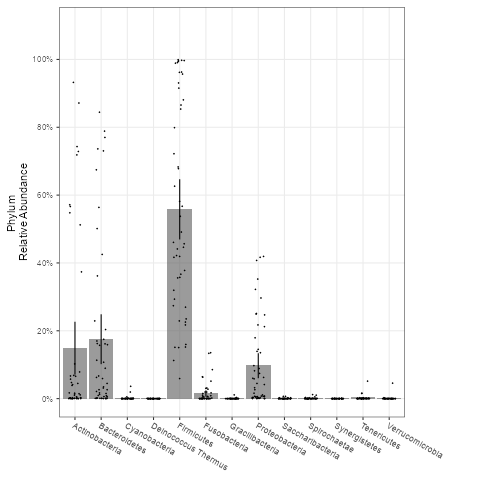 100%
80%
60%
40%
20%
0%
Phylum
Relative Abundance
Actinobacteria
Bacteroidetes
Cyanobacteria
Deinococcus Thermus
Firmicutes
Fusobacteria
Gracilibacteria
Proteobacteria
Saccharibacteria
Spirochaetae
Synergistetes
Tenericutes
Verrucomicrobia